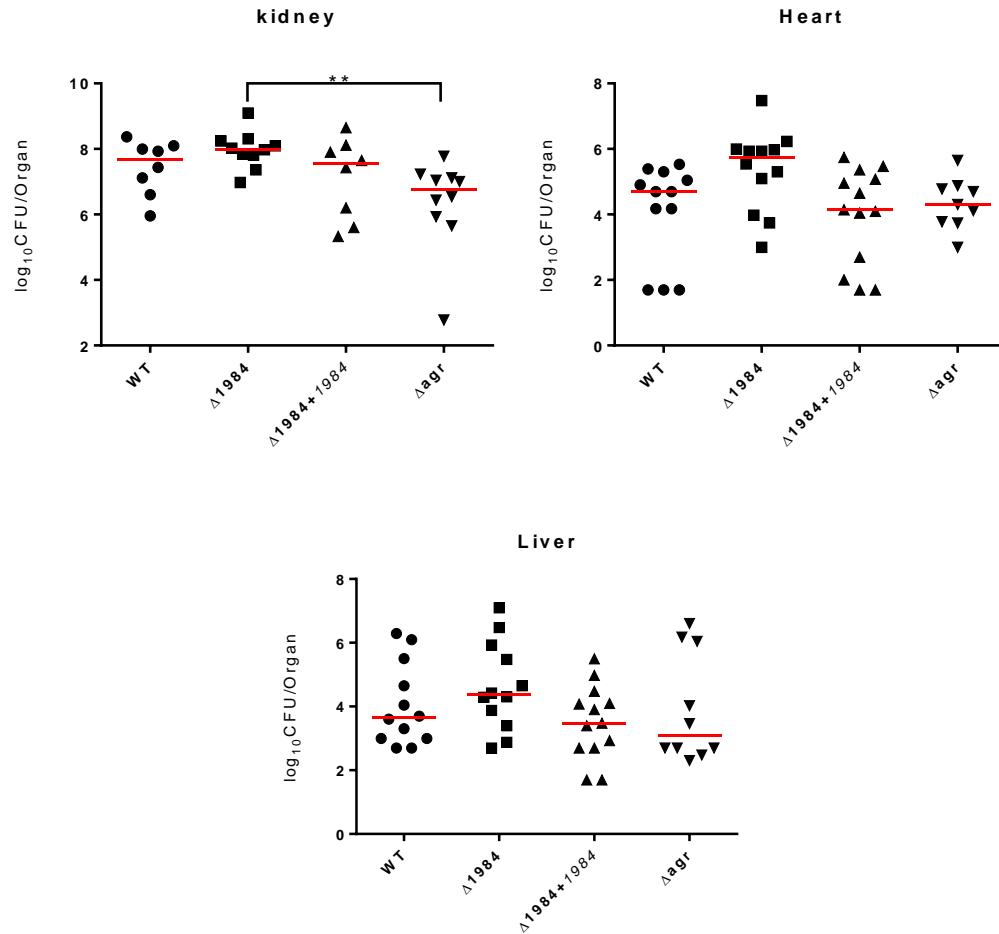 kidney
**
10
8
6
4
2
log10CFU/Organ
WT
Δ1984
Δ1984+1984
Δagr
Heart
8
6
4
2
0
log10CFU/Organ
WT
Δ1984
Δ1984+1984
Δagr
Liver
8
6
4
2
0
log10CFU/Organ
WT
Δ1984
Δ1984+1984
Δagr